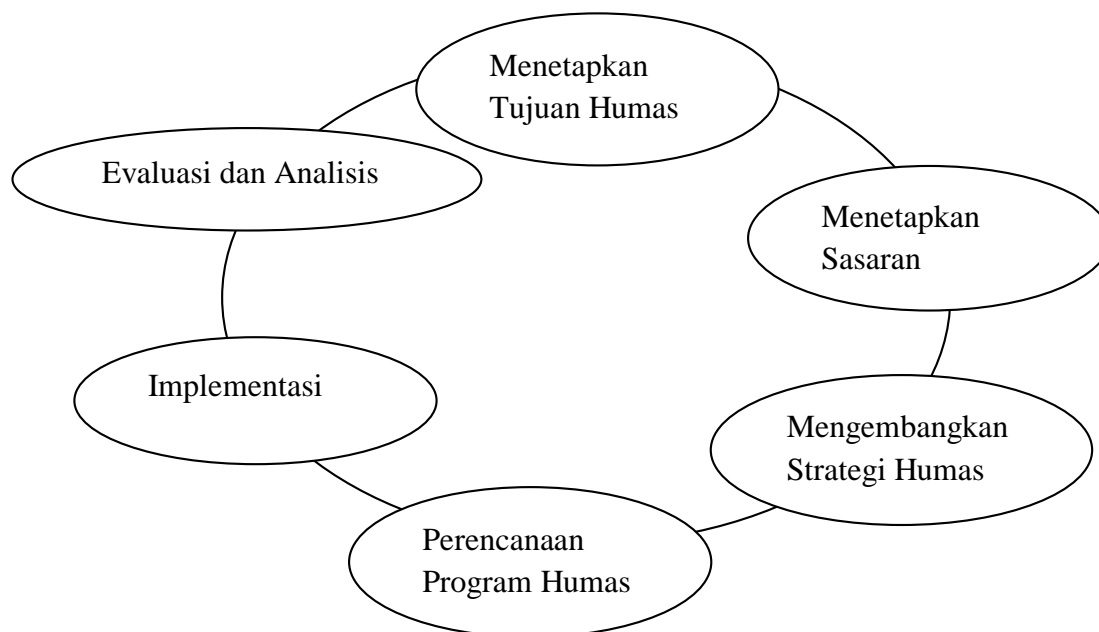 Menetapkan
Tujuan Humas
Evaluasi dan Analisis
Menetapkan
Sasaran
Implementasi
Mengembangkan
Strategi Humas
Perencanaan
Program Humas